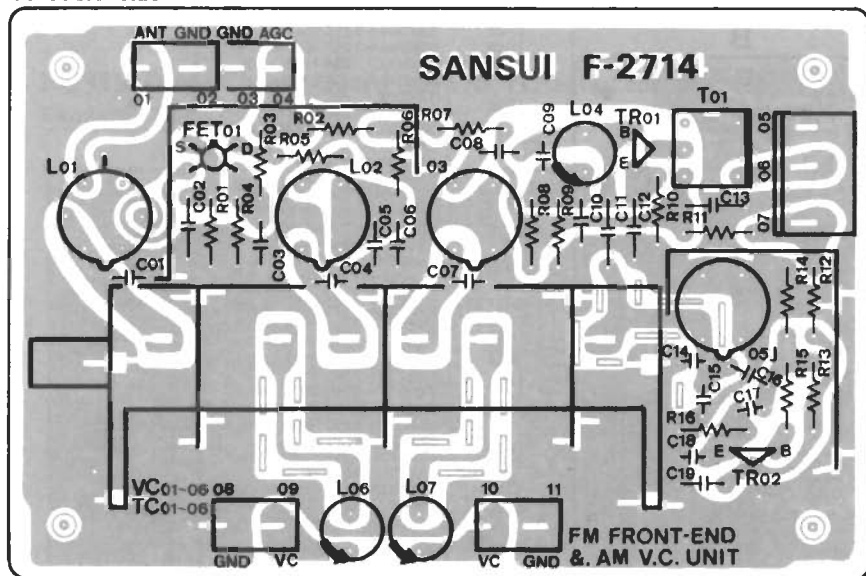 ANT GND GND AGC
SANSUI F-2714
01 02 03 04
R02 R07 C09 L04 TR01 T01 05
FET01 R03 R05 R06 C08 B
S D E 06
L01 L02 03
C02 R01 R04 C05 C06 R08 R09 C10 C11 C12 R10 R11 C13 07
C01 C03 C04 C07
R14 R12
C14 05J
C15 C16 C17 R15 R13
R16
C18 E B
C19 TR02
VC01~06 08 09 L06 L07 10 11
TC01~06
GND VC VC GND
FM FRONT-END
& AM V.C. UNIT